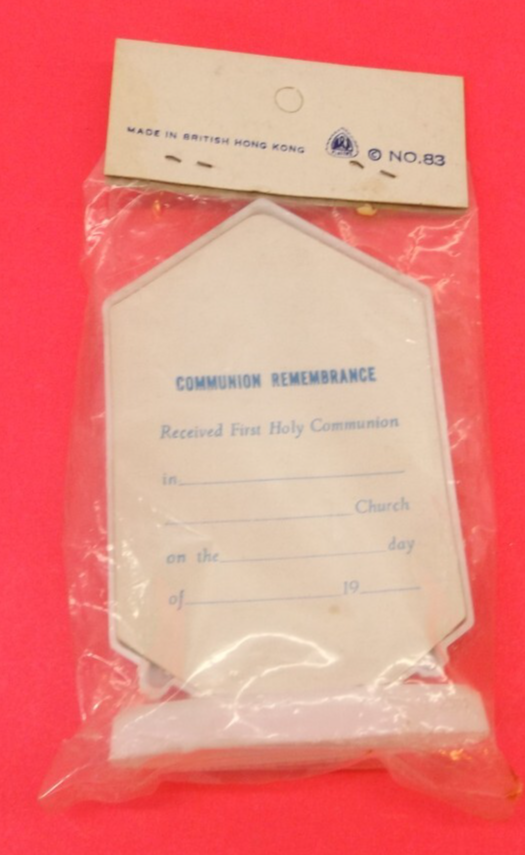 MADE IN BRITISH HONG KONG © NO.83
COMMUNION REMEMBRANCE
Received First Holy Communion
in
Church
on the day
of 19